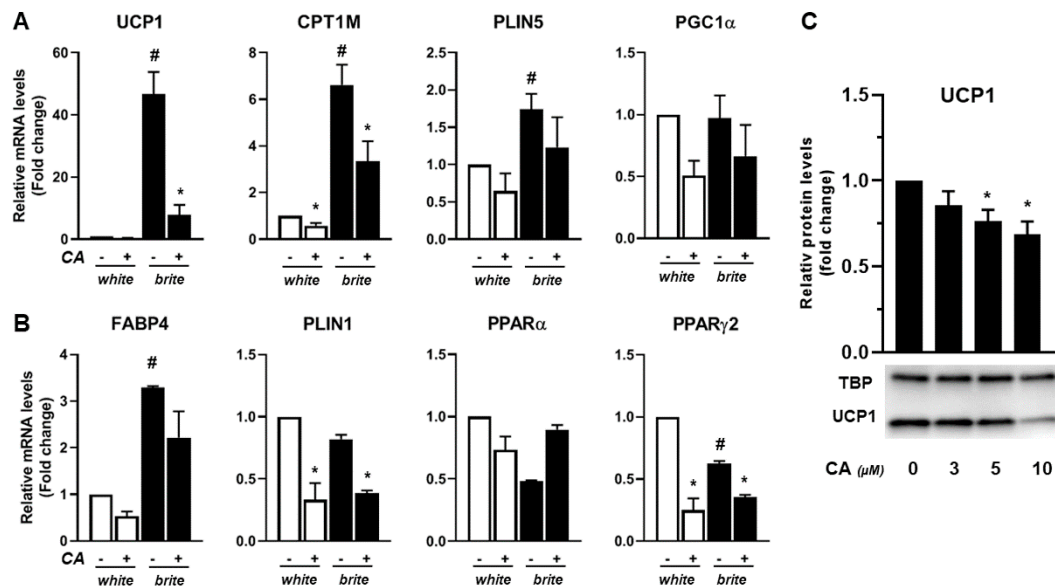 A
UCP1
CPT1M
PLIN5
PGC1α
Relative mRNA levels
(Fold change)
60
40
20
0
8
6
4
2
0
2.5
2.0
1.5
1.0
0.5
0.0
1.5
1.0
0.5
0.0
#
*
*
#
*
#
CA - + - +
- + - +
- + - +
- + - +
white brite
white brite
white brite
white brite
B
FABP4
PLIN1
PPARα
PPARγ2
Relative mRNA levels
(Fold change)
4
3
2
1
0
1.5
1.0
0.5
0.0
1.5
1.0
0.5
0.0
1.5
1.0
0.5
0.0
#
*
*
*
#
*
CA - + - +
- + - +
- + - +
- + - +
white brite
white brite
white brite
white brite
C
UCP1
Relativ protein levels
(fold change)
1.5
1.0
0.5
0.0
*
*
TBP
UCP1
CA (µM) 0 3 5 10